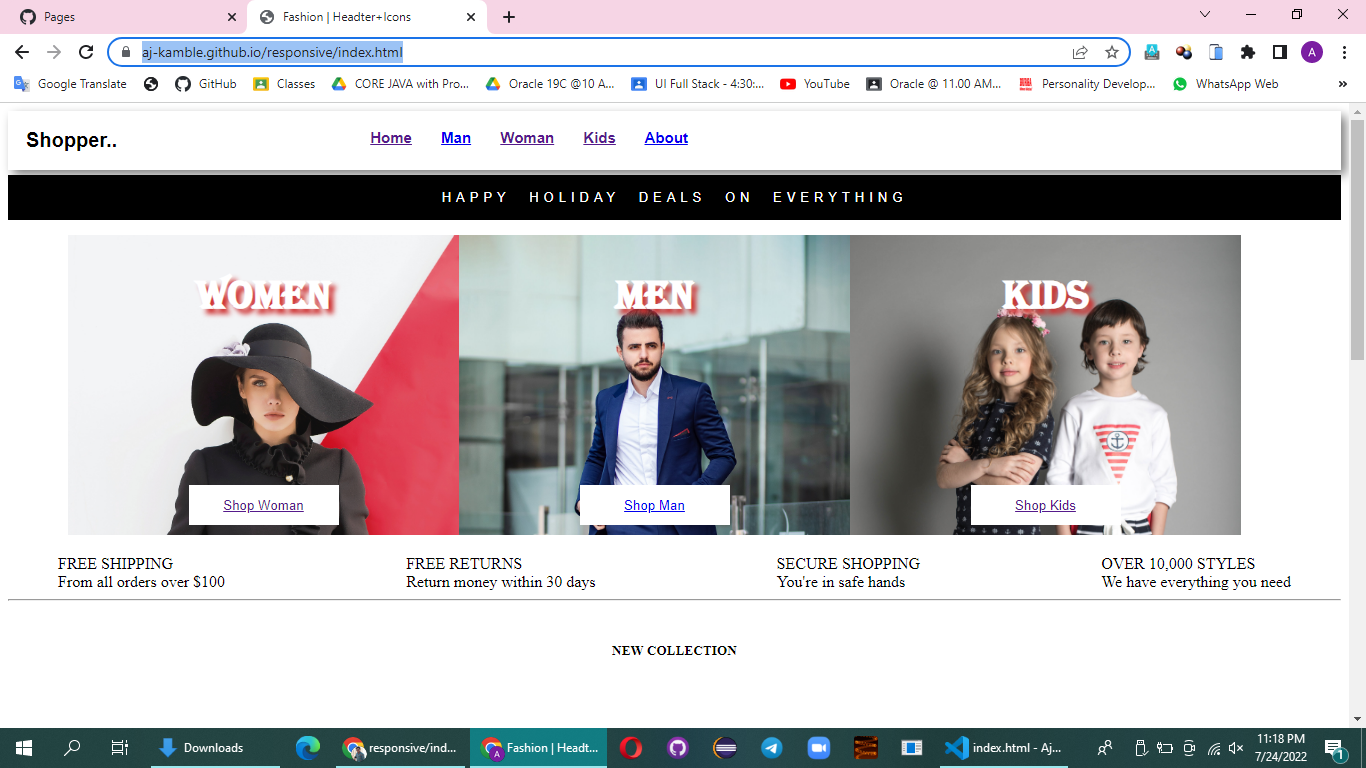 Pages
Fashion | Headter+Icons
aj-kamble.github.io/responsive/index.html
A
Google Translate
GitHub
Classes
CORE JAVA with Pro...
Oracle 19C @10 A...
UI Full Stack - 4:30:...
YouTube
Oracle @ 11.00 AM...
Personality Develop...
WhatsApp Web
»
Shopper..
Home Man Woman Kids About
HAPPY HOLIDAY DEALS ON EVERYTHING
WOMEN MEN KIDS
Shop Woman Shop Man Shop Kids
FREE SHIPPING
From all orders over $100
FREE RETURNS
Return money within 30 days
SECURE SHOPPING
You're in safe hands
OVER 10,000 STYLES
We have everything you need
NEW COLLECTION
Downloads
responsive/ind...
A
Fashion | Headt...
index.html - Aj...
11:18 PM
7/24/2022
1